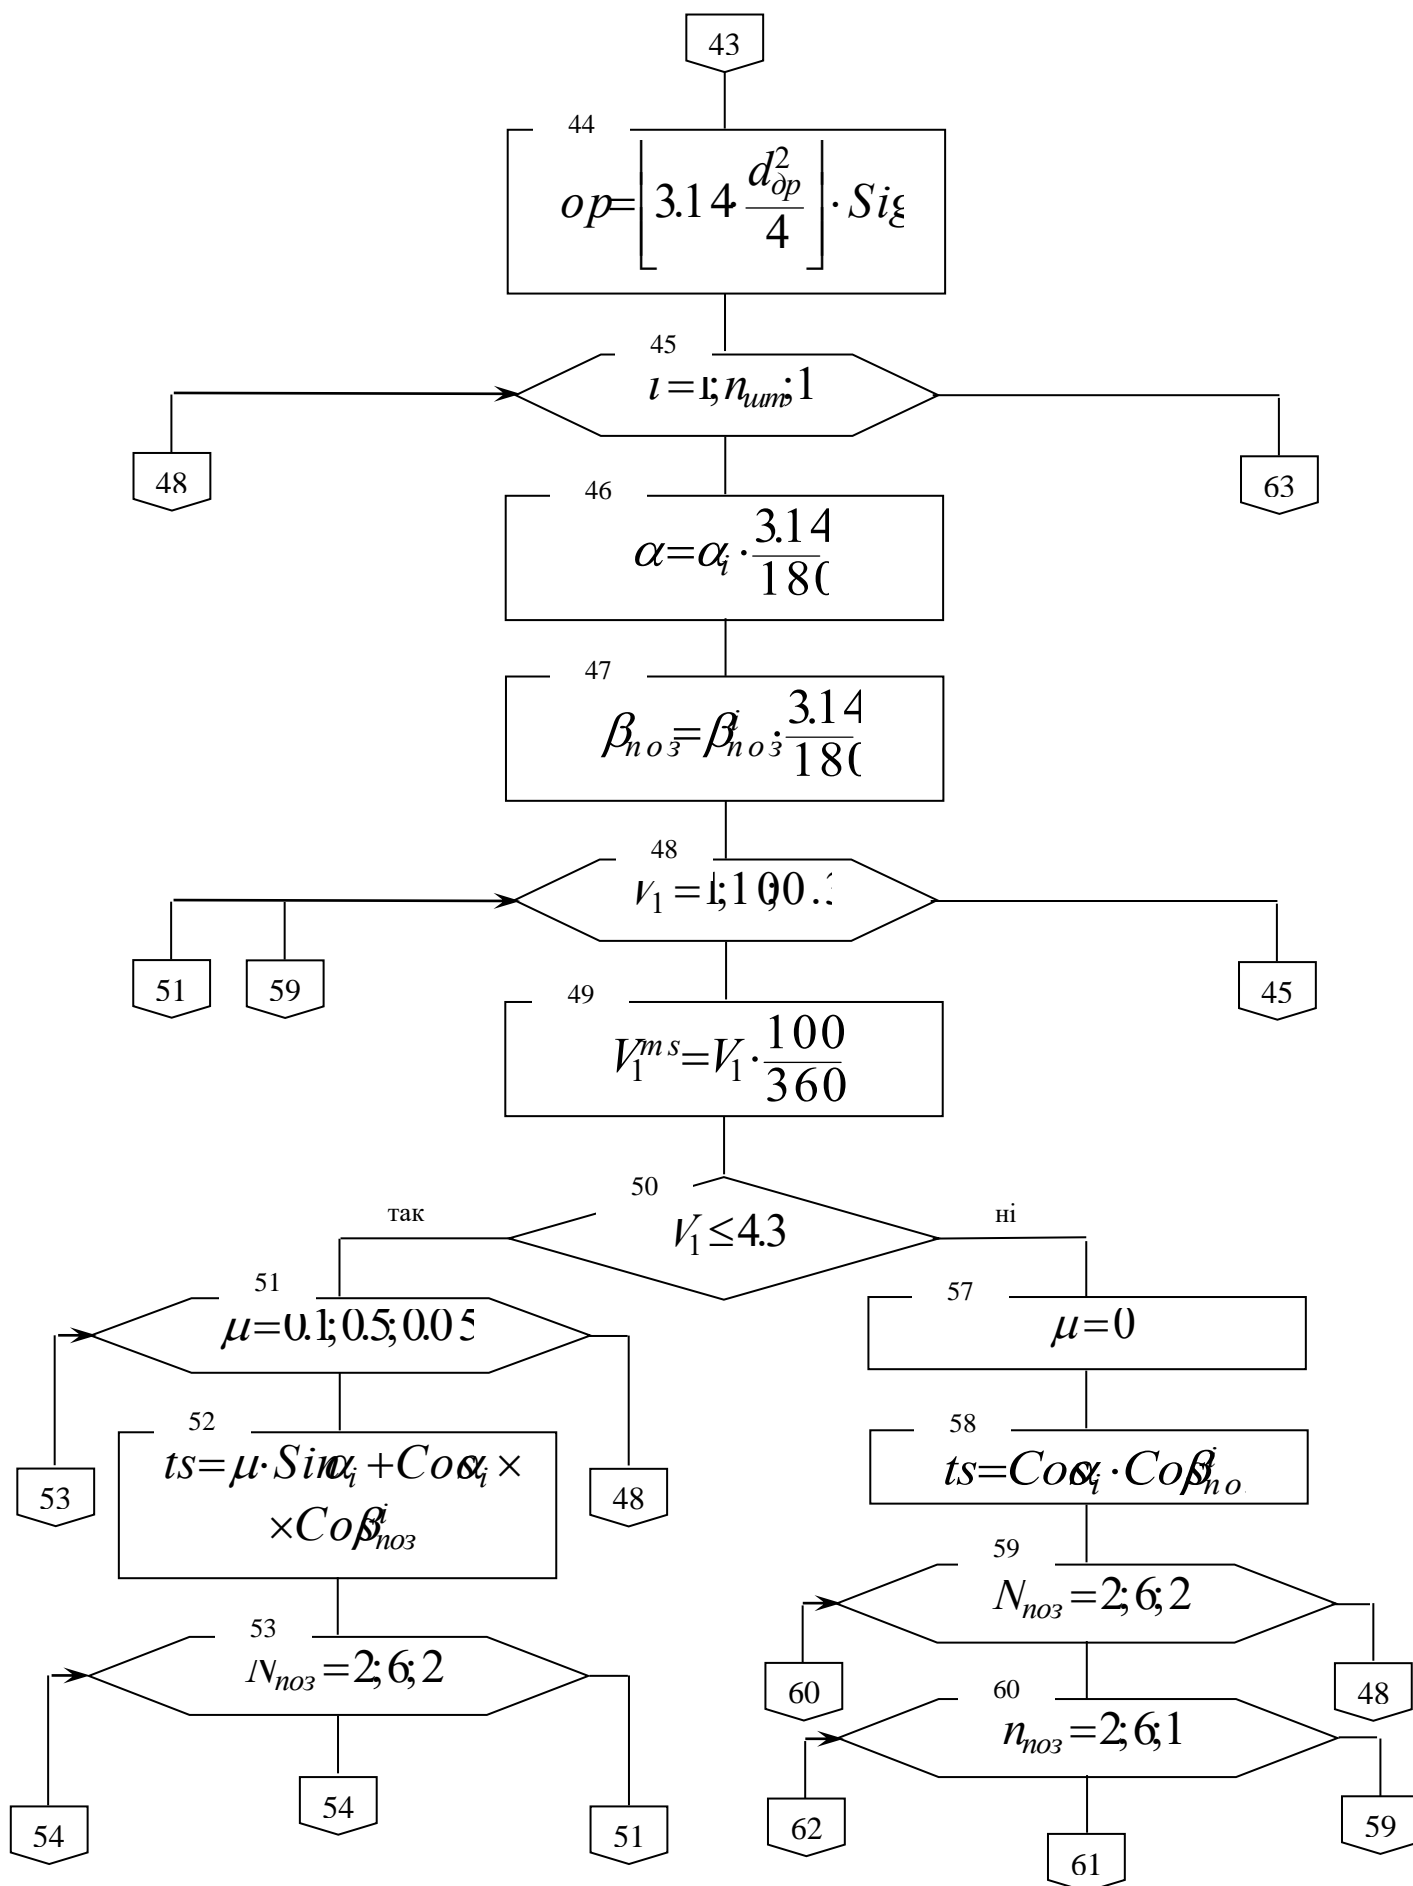 43
44
op=[3.14·d²др/4]·Sig
45
i=1;nшт;1
48
63
46
α=αi·3.14/180
47
βпоз=βⁱпоз·3.14/180
48
V₁=1;10;0.
51
59
45
49
V₁ᵐˢ=V₁·100/360
50
V₁≤4.3
так
ні
51
μ=0.1;0.5;0.05
57
μ=0
52
ts=μ·Sinαi+Cosαi×
×Cosβⁱпоз
58
ts=Cosαi·Cosβⁱпо
53
48
59
Nпоз=2;6;2
53
Nпоз=2;6;2
60
48
60
nпоз=2;6;1
54
54
51
62
59
61